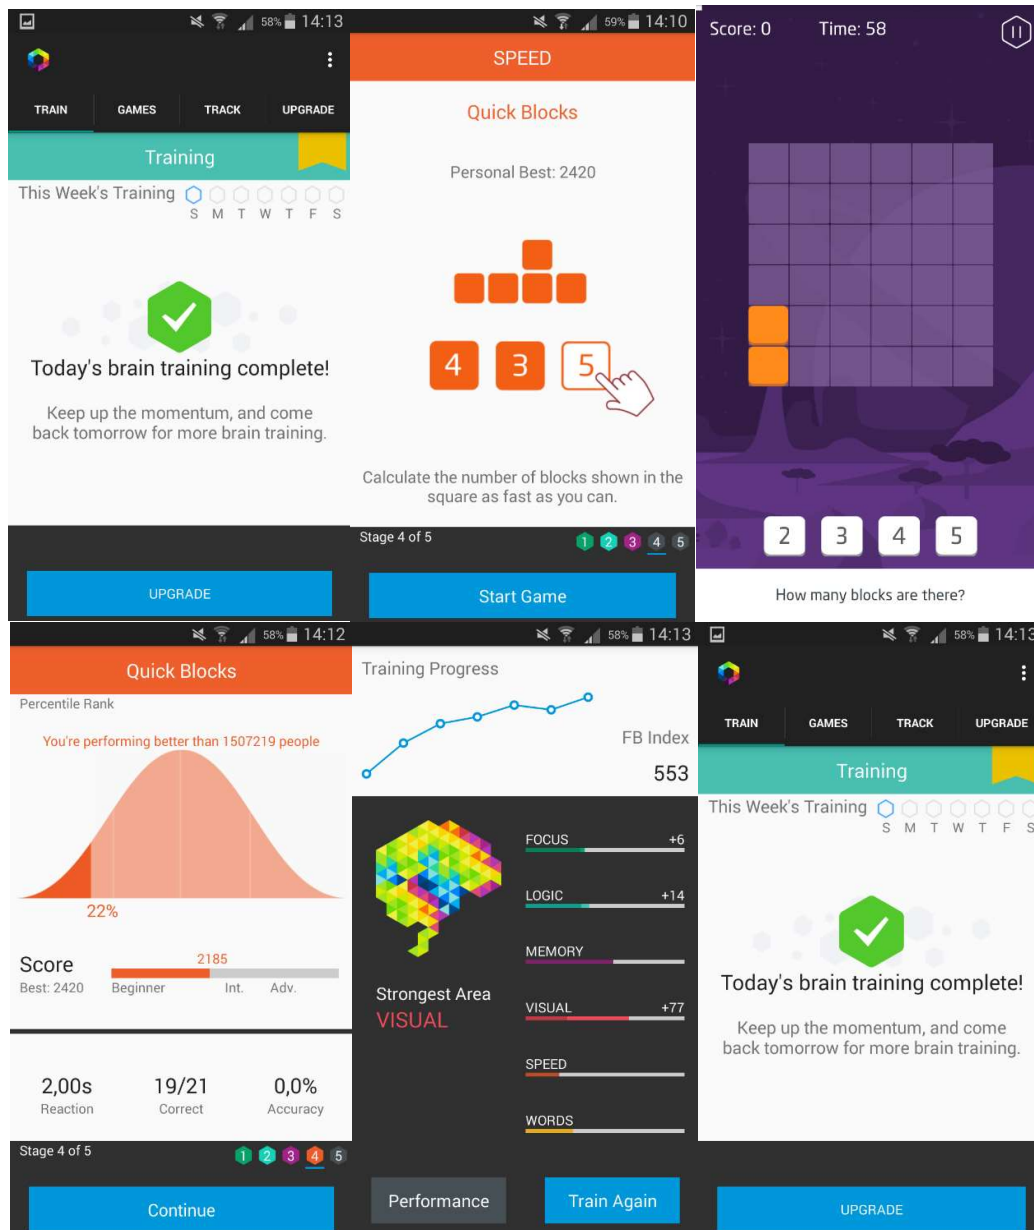 58% 14:13
TRAIN GAMES TRACK UPGRADE
Training
This Week's Training
S M T W T F S
Today's brain training complete!
Keep up the momentum, and come
back tomorrow for more brain training.
UPGRADE
59% 14:10
SPEED
Quick Blocks
Personal Best: 2420
4 3 5
Calculate the number of blocks shown in the
square as fast as you can.
Stage 4 of 5 1 2 3 4 5
Start Game
Score: 0 Time: 58
2 3 4 5
How many blocks are there?
58% 14:12
Quick Blocks
Percentile Rank
You're performing better than 1507219 people
22%
Score 2185
Best: 2420 Beginner Int. Adv.
2,00s 19/21 0,0%
Reaction Correct Accuracy
Stage 4 of 5 1 2 3 4 5
Continue
58% 14:13
Training Progress
FB Index
553
FOCUS +6
LOGIC +14
MEMORY
Strongest Area
VISUAL
VISUAL +77
SPEED
WORDS
Performance Train Again
58% 14:13
TRAIN GAMES TRACK UPGRADE
Training
This Week's Training
S M T W T F S
Today's brain training complete!
Keep up the momentum, and come
back tomorrow for more brain training.
UPGRADE